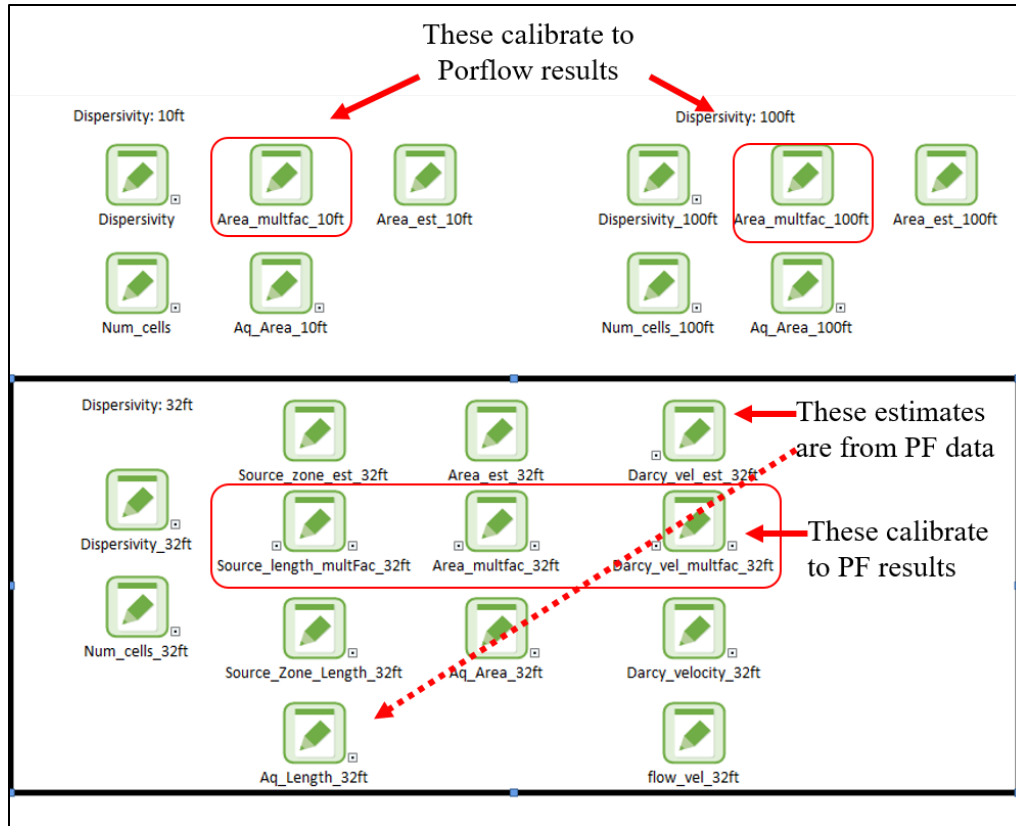 These calibrate to
Porflow results
Dispersivity: 10ft
Dispersivity: 100ft
Dispersivity
Area_multfac_10ft
Area_est_10ft
Dispersivity_100ft
Area_multfac_100ft
Area_est_100ft
Num_cells
Aq_Area_10ft
Num_cells_100ft
Aq_Area_100ft
Dispersivity: 32ft
These estimates
are from PF data
Source_zone_est_32ft
Area_est_32ft
Darcy_vel_est_32ft
Dispersivity_32ft
These calibrate
to PF results
Source_length_multFac_32ft
Area_multfac_32ft
Darcy_vel_multfac_32ft
Num_cells_32ft
Source_Zone_Length_32ft
Aq_Area_32ft
Darcy_velocity_32ft
Aq_Length_32ft
flow_vel_32ft